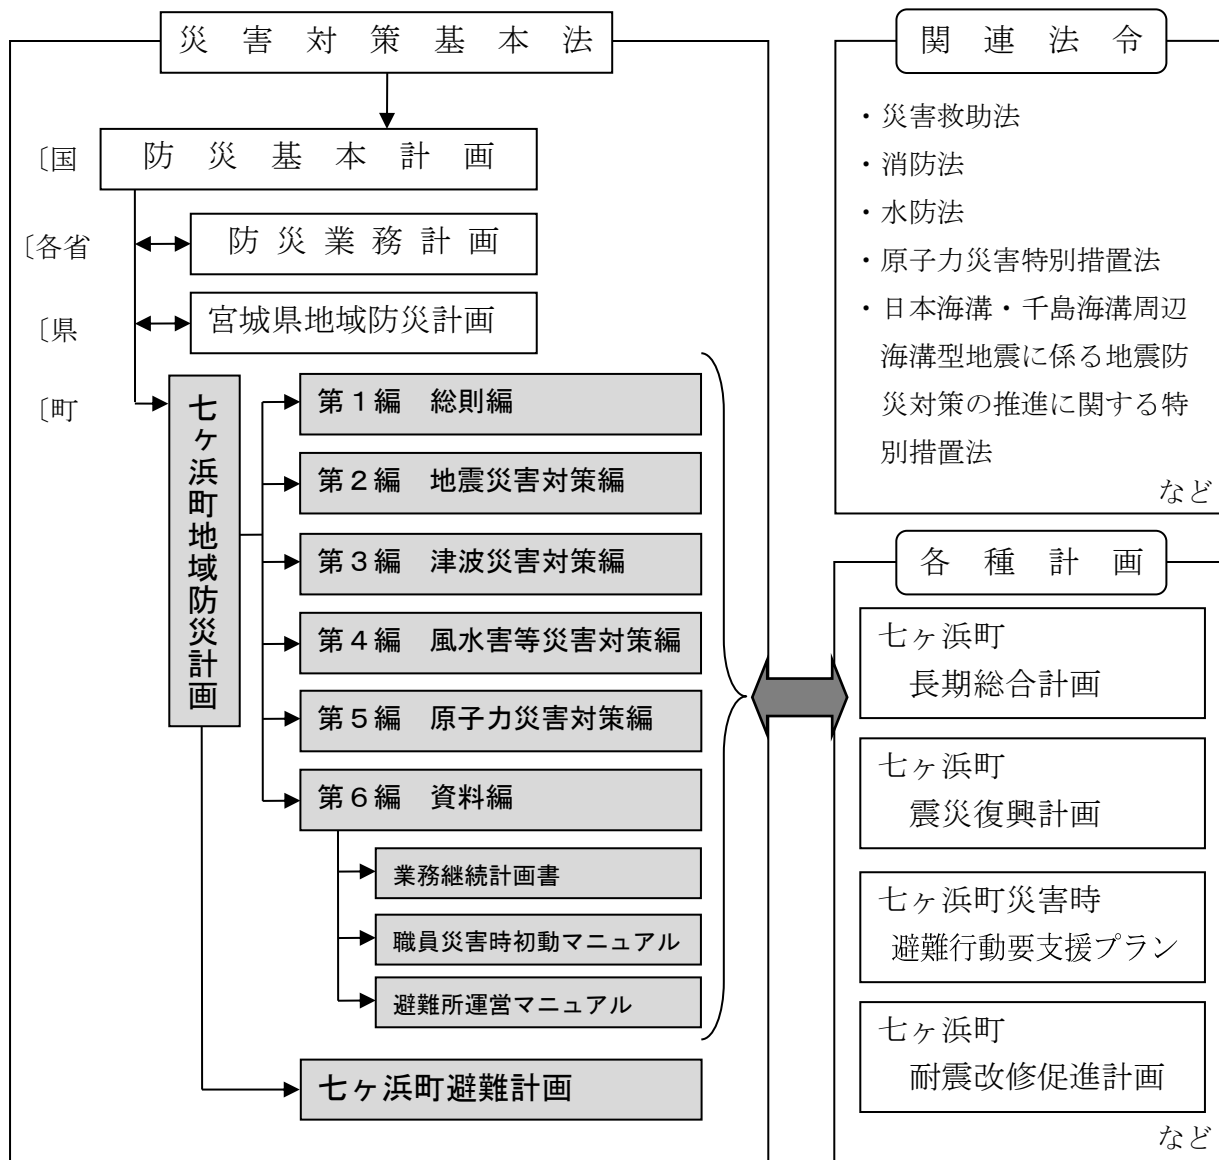 災害対策基本法
〔国
防災基本計画
〔各省
防災業務計画
〔県
宮城県地域防災計画
〔町
七ヶ浜町地域防災計画
第１編　総則編
第２編　地震災害対策編
第３編　津波災害対策編
第４編　風水害等災害対策編
第５編　原子力災害対策編
第６編　資料編
業務継続計画書
職員災害時初動マニュアル
避難所運営マニュアル
七ヶ浜町避難計画
関連法令
・災害救助法
・消防法
・水防法
・原子力災害特別措置法
・日本海溝・千島海溝周辺
海溝型地震に係る地震防
災対策の推進に関する特
別措置法
など
各種計画
七ヶ浜町
長期総合計画
七ヶ浜町
震災復興計画
七ヶ浜町災害時
避難行動要支援プラン
七ヶ浜町
耐震改修促進計画
など